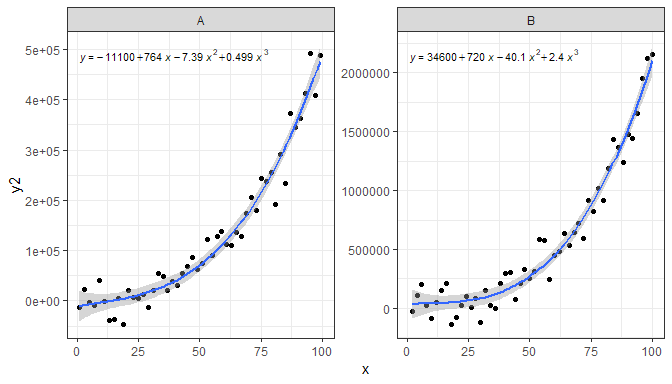 A
B
y = − 11100 + 764 x − 7.39 x² + 0.499 x³
y = 34600 + 720 x − 40.1 x² + 2.4 x³
5e+05
4e+05
3e+05
2e+05
1e+05
0e+00
2000000
1500000
1000000
500000
0
y2
0
25
50
75
100
0
25
50
75
100
x